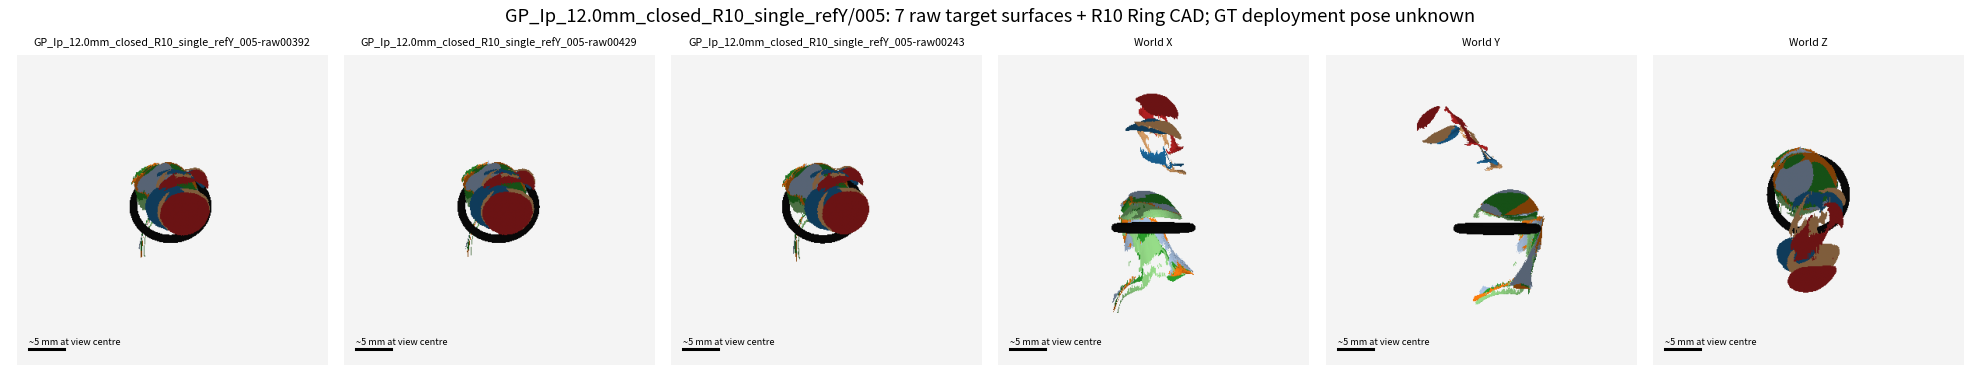 GP_Ip_12.0mm_closed_R10_single_refY/005: 7 raw target surfaces + R10 Ring CAD; GT deployment pose unknown
GP_Ip_12.0mm_closed_R10_single_refY_005-raw00392
GP_Ip_12.0mm_closed_R10_single_refY_005-raw00429
GP_Ip_12.0mm_closed_R10_single_refY_005-raw00243
World X
World Y
World Z
~5 mm at view centre
~5 mm at view centre
~5 mm at view centre
~5 mm at view centre
~5 mm at view centre
~5 mm at view centre